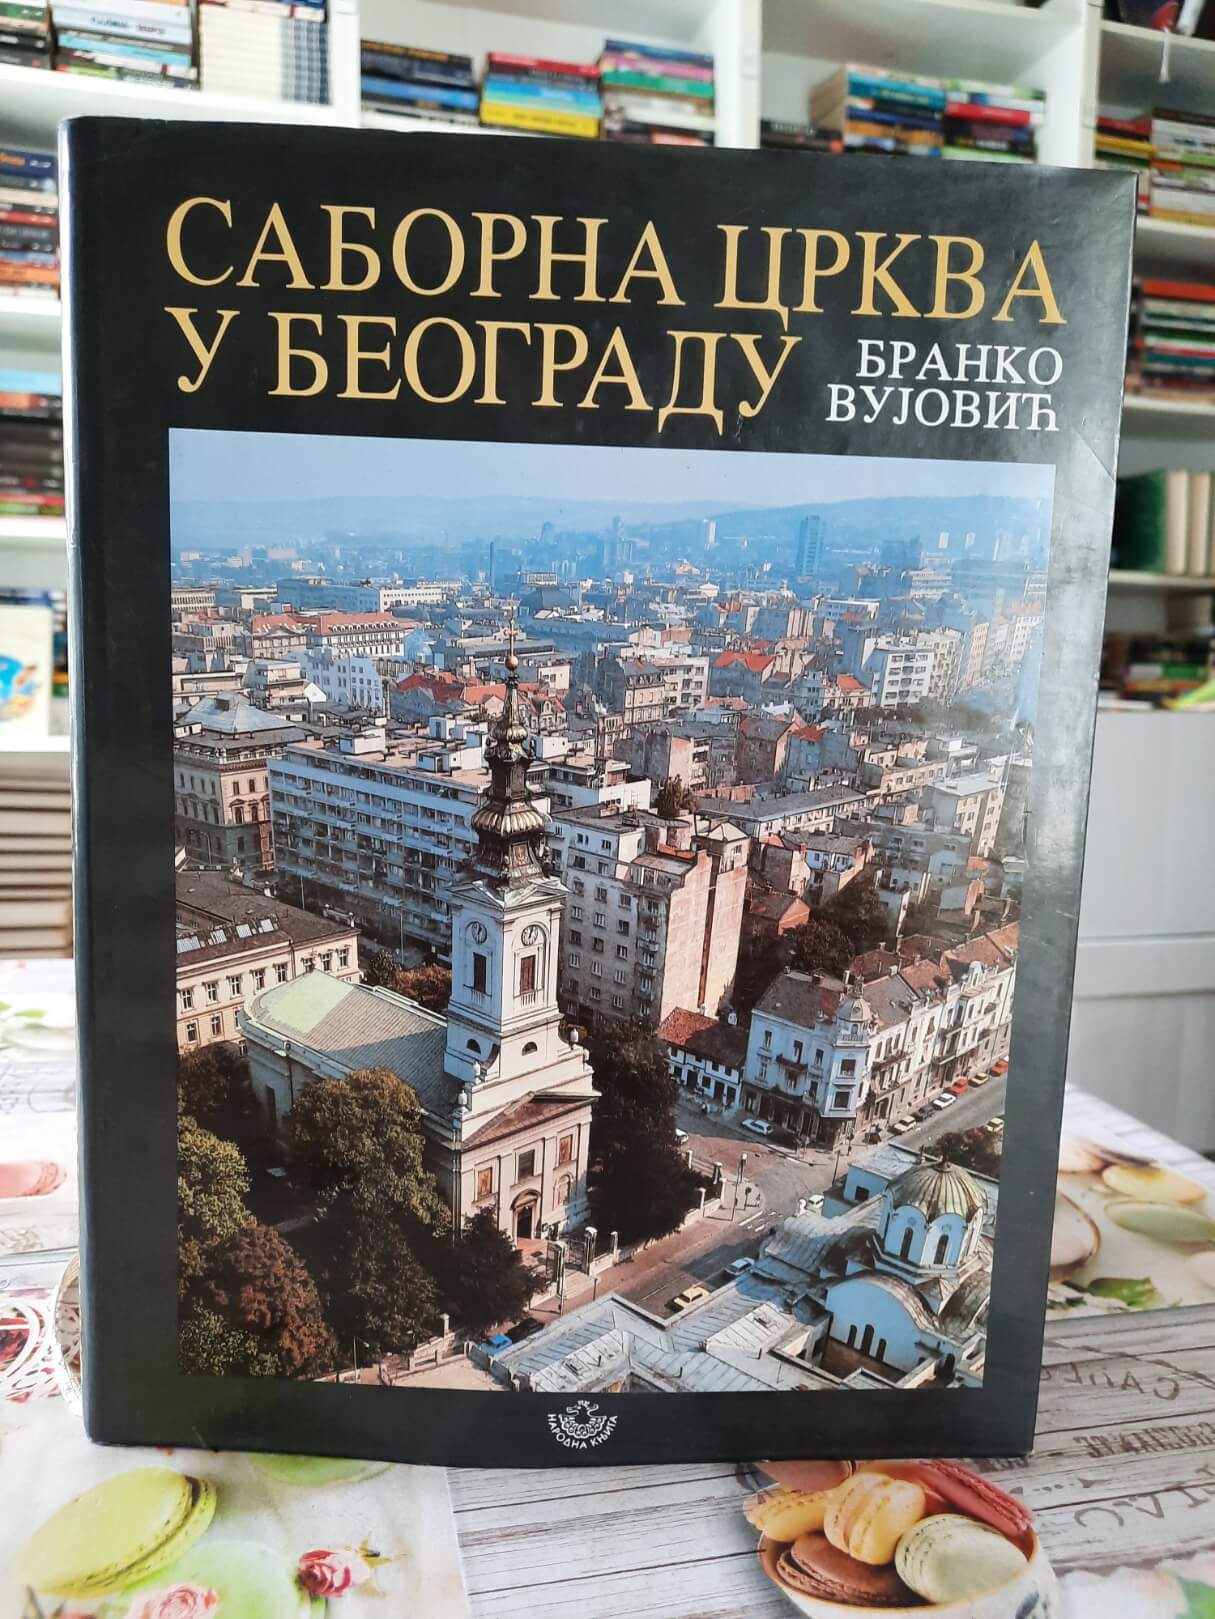 САБОРНА ЦРКВА
У БЕОГРАДУ
БРАНКО
ВУЈОВИЋ
НАРОДНА КЊИГА